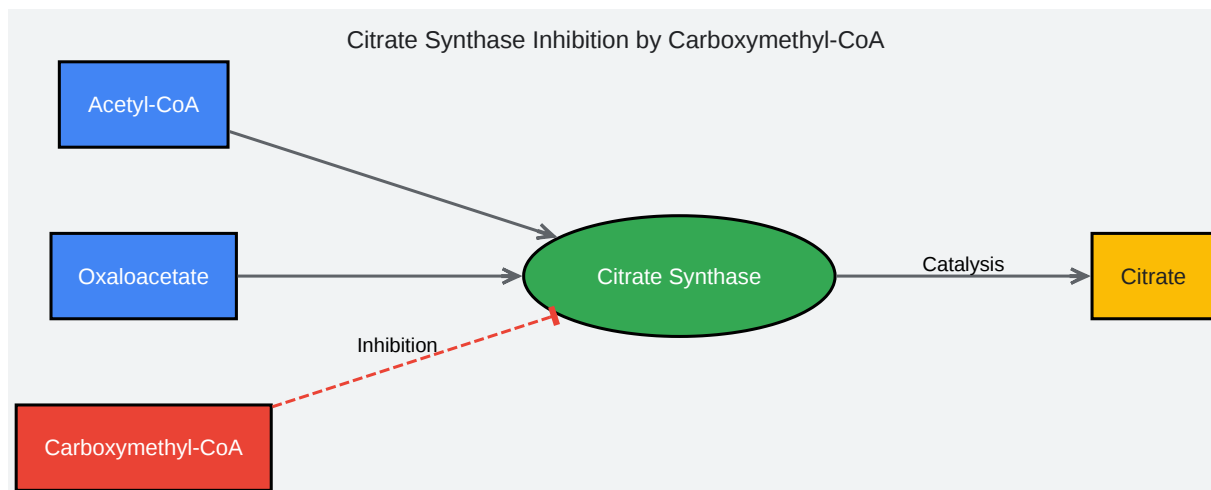 Citrate Synthase Inhibition by Carboxymethyl-CoA
Acetyl-CoA
Oxaloacetate
Citrate Synthase
Catalysis
Citrate
Inhibition
Carboxymethyl-CoA